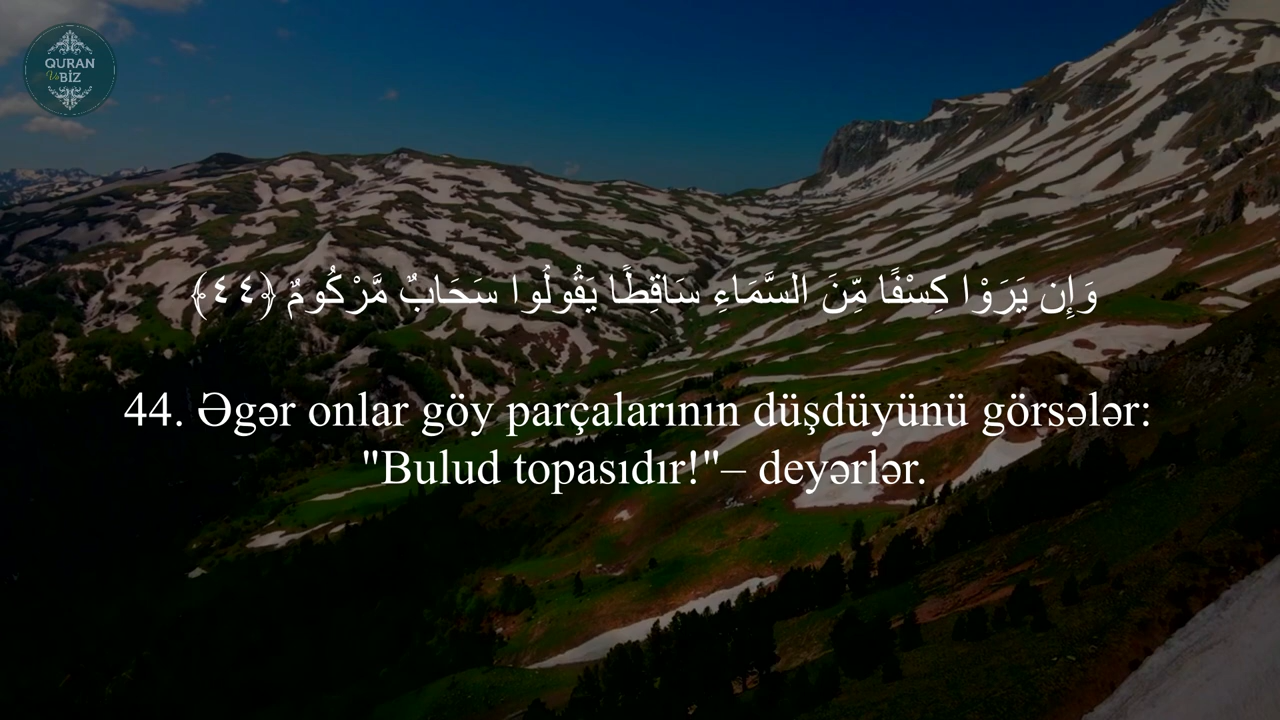 QURAN
Və
BİZ
وَإِن يَرَوْا كِسْفًا مِّنَ السَّمَاءِ سَاقِطًا يَقُولُوا سَحَابٌ مَّرْكُومٌ ﴿٤٤﴾
44. Əgər onlar göy parçalarının düşdüyünü görsələr:
"Bulud topasıdır!"– deyərlər.